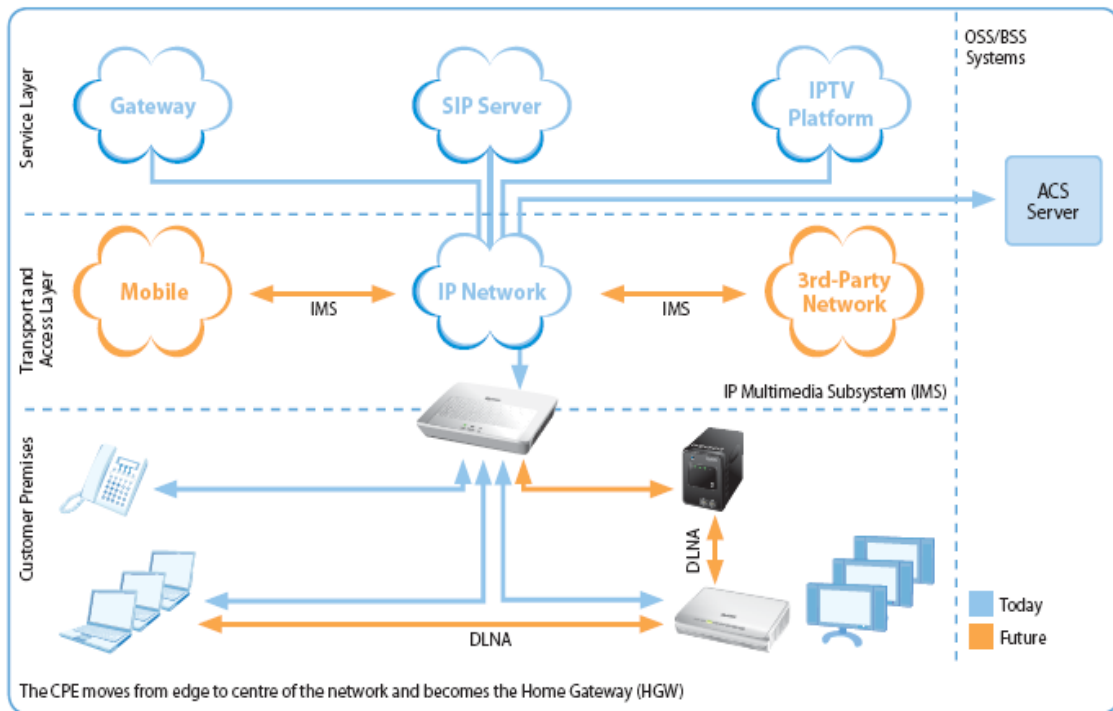 OSS/BSS
Systems
Service Layer
Gateway
SIP Server
IPTV
Platform
ACS
Server
Transport and
Access Layer
Mobile
IMS
IP Network
IMS
3rd-Party
Network
IP Multimedia Subsystem (IMS)
Customer Premises
DLNA
DLNA
Today
Future
The CPE moves from edge to centre of the network and becomes the Home Gateway (HGW)